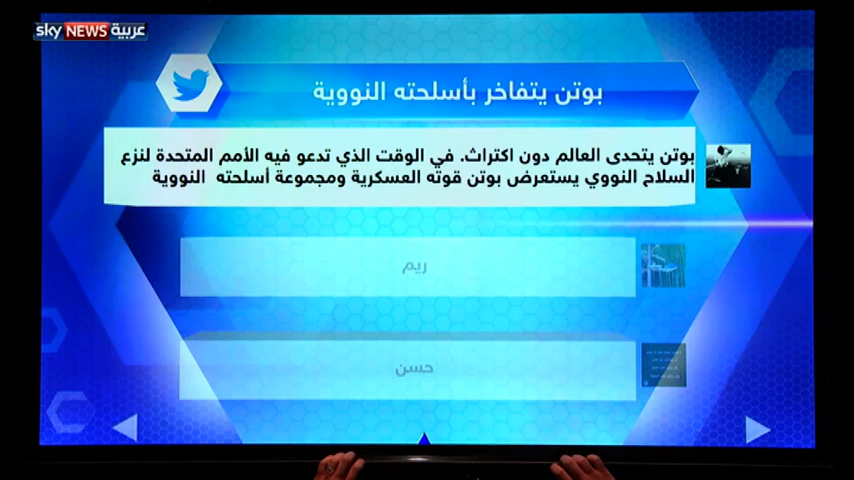 sky NEWS عربية
بوتن يتفاخر بأسلحته النووية
بوتن يتحدى العالم دون اكتراث. في الوقت الذي تدعو فيه الأمم المتحدة لنزع
السلاح النووي يستعرض بوتن قوته العسكرية ومجموعة أسلحته النووية
ريم
حسن